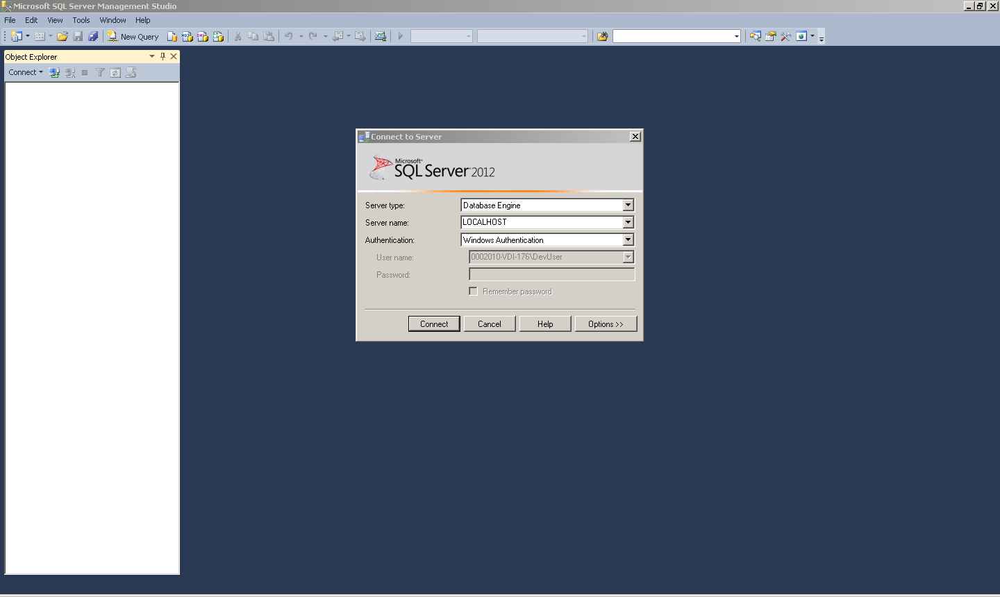 Microsoft SQL Server Management Studio
File Edit View Tools Window Help
New Query
Object Explorer
Connect
Connect to Server
Microsoft®
SQL Server 2012
Server type: Database Engine
Server name: LOCALHOST
Authentication: Windows Authentication
User name: 0002010-VDI-176\DevUser
Password:
Remember password
Connect Cancel Help Options >>